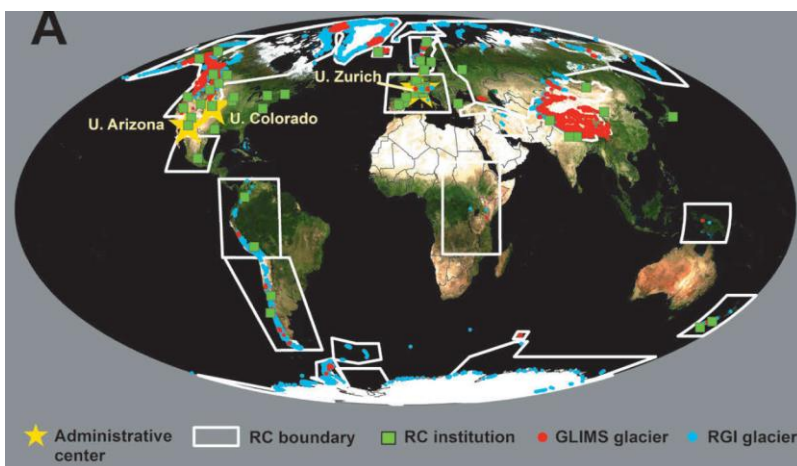 A
U. Zurich
U. Arizona
U. Colorado
Administrative center
RC boundary
RC institution
GLIMS glacier
RGI glacier